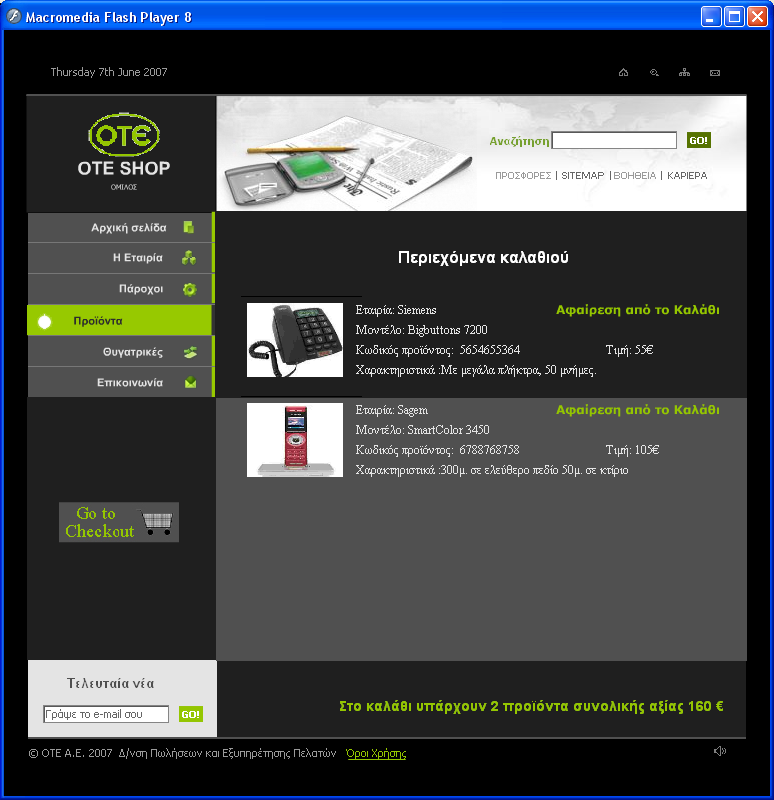 Macromedia Flash Player 8
Thursday 7th June 2007
OTE
OTE SHOP
ΟΜΙΛΟΣ
Αναζήτηση GO!
ΠΡΟΣΦΟΡΕΣ | SITEMAP | ΒΟΗΘΕΙΑ | ΚΑΡΙΕΡΑ
Αρχική σελίδα
Η Εταιρία
Πάροχοι
Προϊόντα
Θυγατρικές
Επικοινωνία
Go to
Checkout
Περιεχόμενα καλαθιού
Εταιρία: Siemens Αφαίρεση από το Καλάθι
Μοντέλο: Bigbuttons 7200
Κωδικός προϊόντος: 5654655364 Τιμή: 55€
Χαρακτηριστικά :Με μεγάλα πλήκτρα, 50 μνήμες.
Εταιρία: Sagem Αφαίρεση από το Καλάθι
Μοντέλο: SmartColor 3450
Κωδικός προϊόντος: 6788768758 Τιμή: 105€
Χαρακτηριστικά :300μ. σε ελεύθερο πεδίο 50μ. σε κτίριο
Τελευταία νέα
Γράψε το e-mail σου GO!
Στο καλάθι υπάρχουν 2 προϊόντα συνολικής αξίας 160 €
© ΟΤΕ Α.Ε. 2007 Δ/νση Πωλήσεων και Εξυπηρέτησης Πελατών Όροι Χρήσης